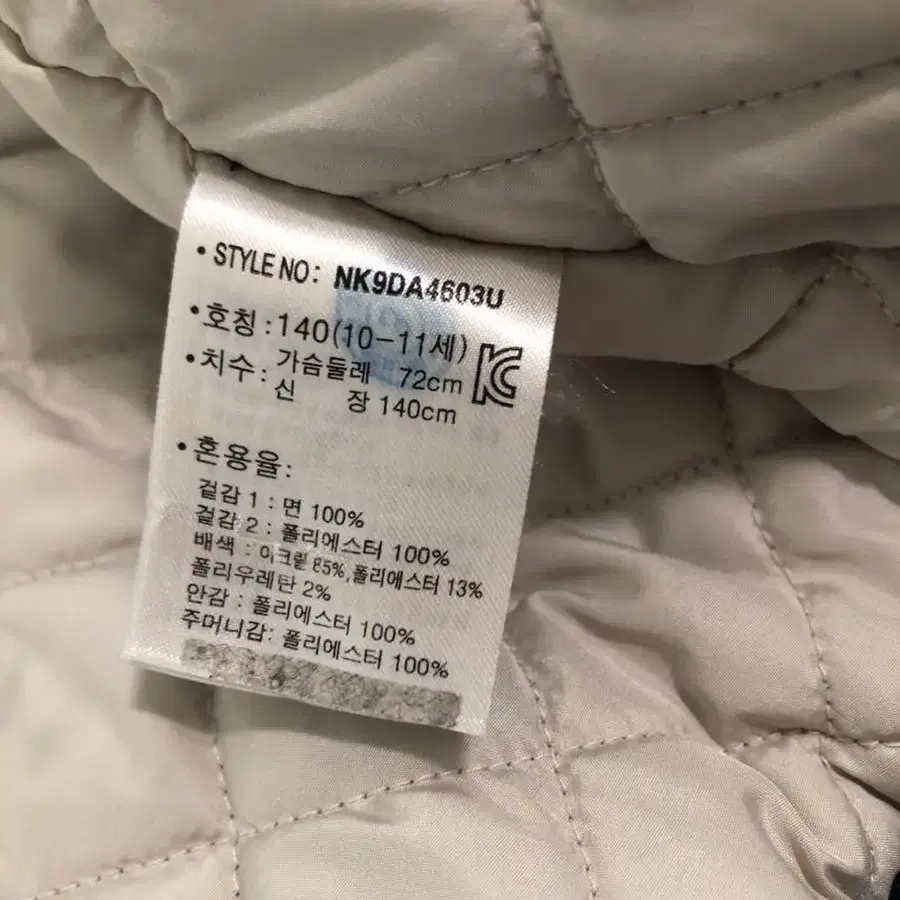 • STYLE NO: NK9DA4603U
• 호칭 : 140(10-11세)
• 치수 : 가슴둘레 72cm
신 장 140cm
KC
• 혼용율:
겉감 1 : 면 100%
겉감 2 : 폴리에스터 100%
배색 : 아크릴 85%,폴리에스터 13%
폴리우레탄 2%
안감 : 폴리에스터 100%
주머니감: 폴리에스터 100%